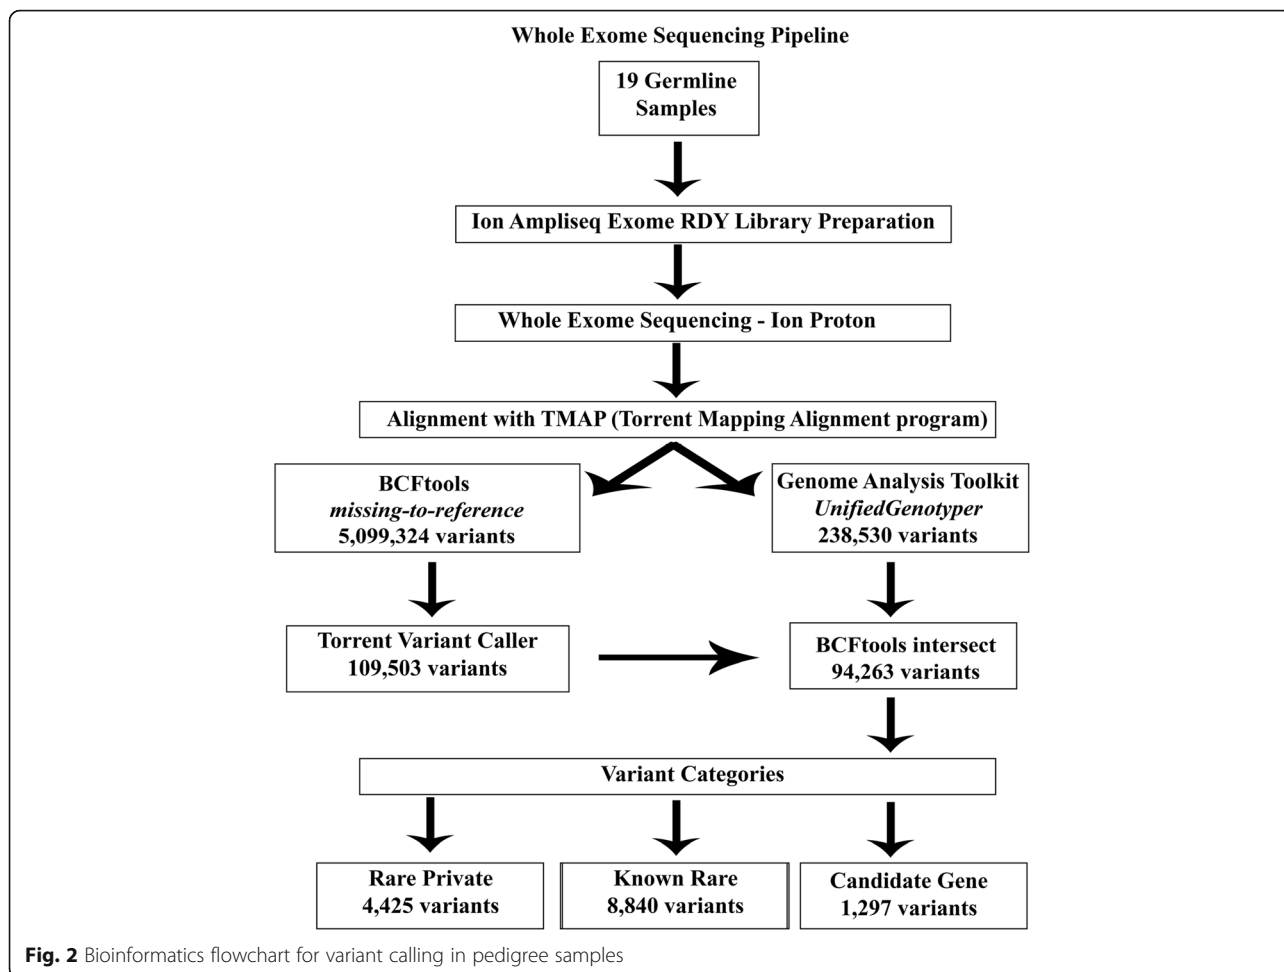 Whole Exome Sequencing Pipeline
19 Germline
Samples
Ion Ampliseq Exome RDY Library Preparation
Whole Exome Sequencing - Ion Proton
Alignment with TMAP (Torrent Mapping Alignment program)
BCFtools
missing-to-reference
5,099,324 variants
Genome Analysis Toolkit
UnifiedGenotyper
238,530 variants
Torrent Variant Caller
109,503 variants
BCFtools intersect
94,263 variants
Variant Categories
Rare Private
4,425 variants
Known Rare
8,840 variants
Candidate Gene
1,297 variants
Fig. 2 Bioinformatics flowchart for variant calling in pedigree samples